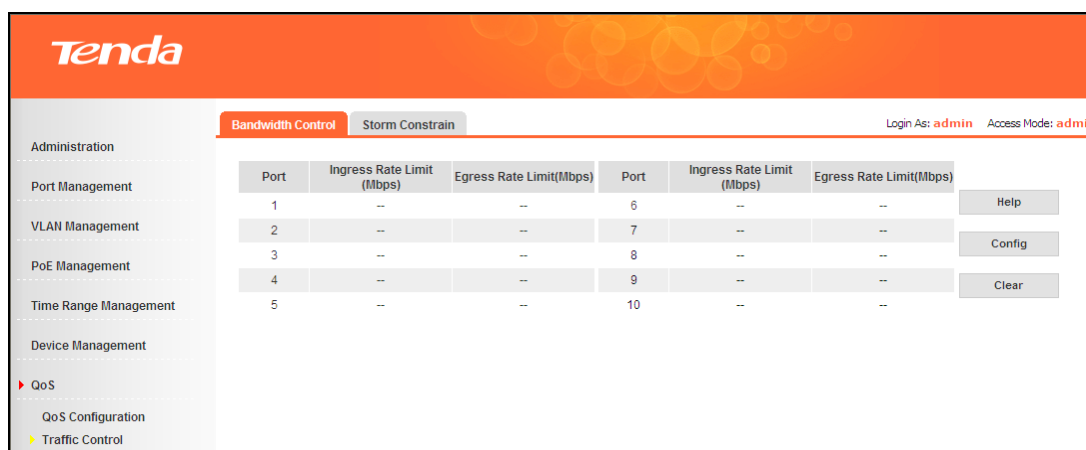 Tenda
Bandwidth Control Storm Constrain Login As: admin Access Mode: admi
Administration
Port Management
VLAN Management
PoE Management
Time Range Management
Device Management
QoS
QoS Configuration
Traffic Control
Port Ingress Rate Limit (Mbps) Egress Rate Limit(Mbps) Port Ingress Rate Limit (Mbps) Egress Rate Limit(Mbps)
1 -- -- 6 -- --
2 -- -- 7 -- --
3 -- -- 8 -- --
4 -- -- 9 -- --
5 -- -- 10 -- --
Help
Config
Clear